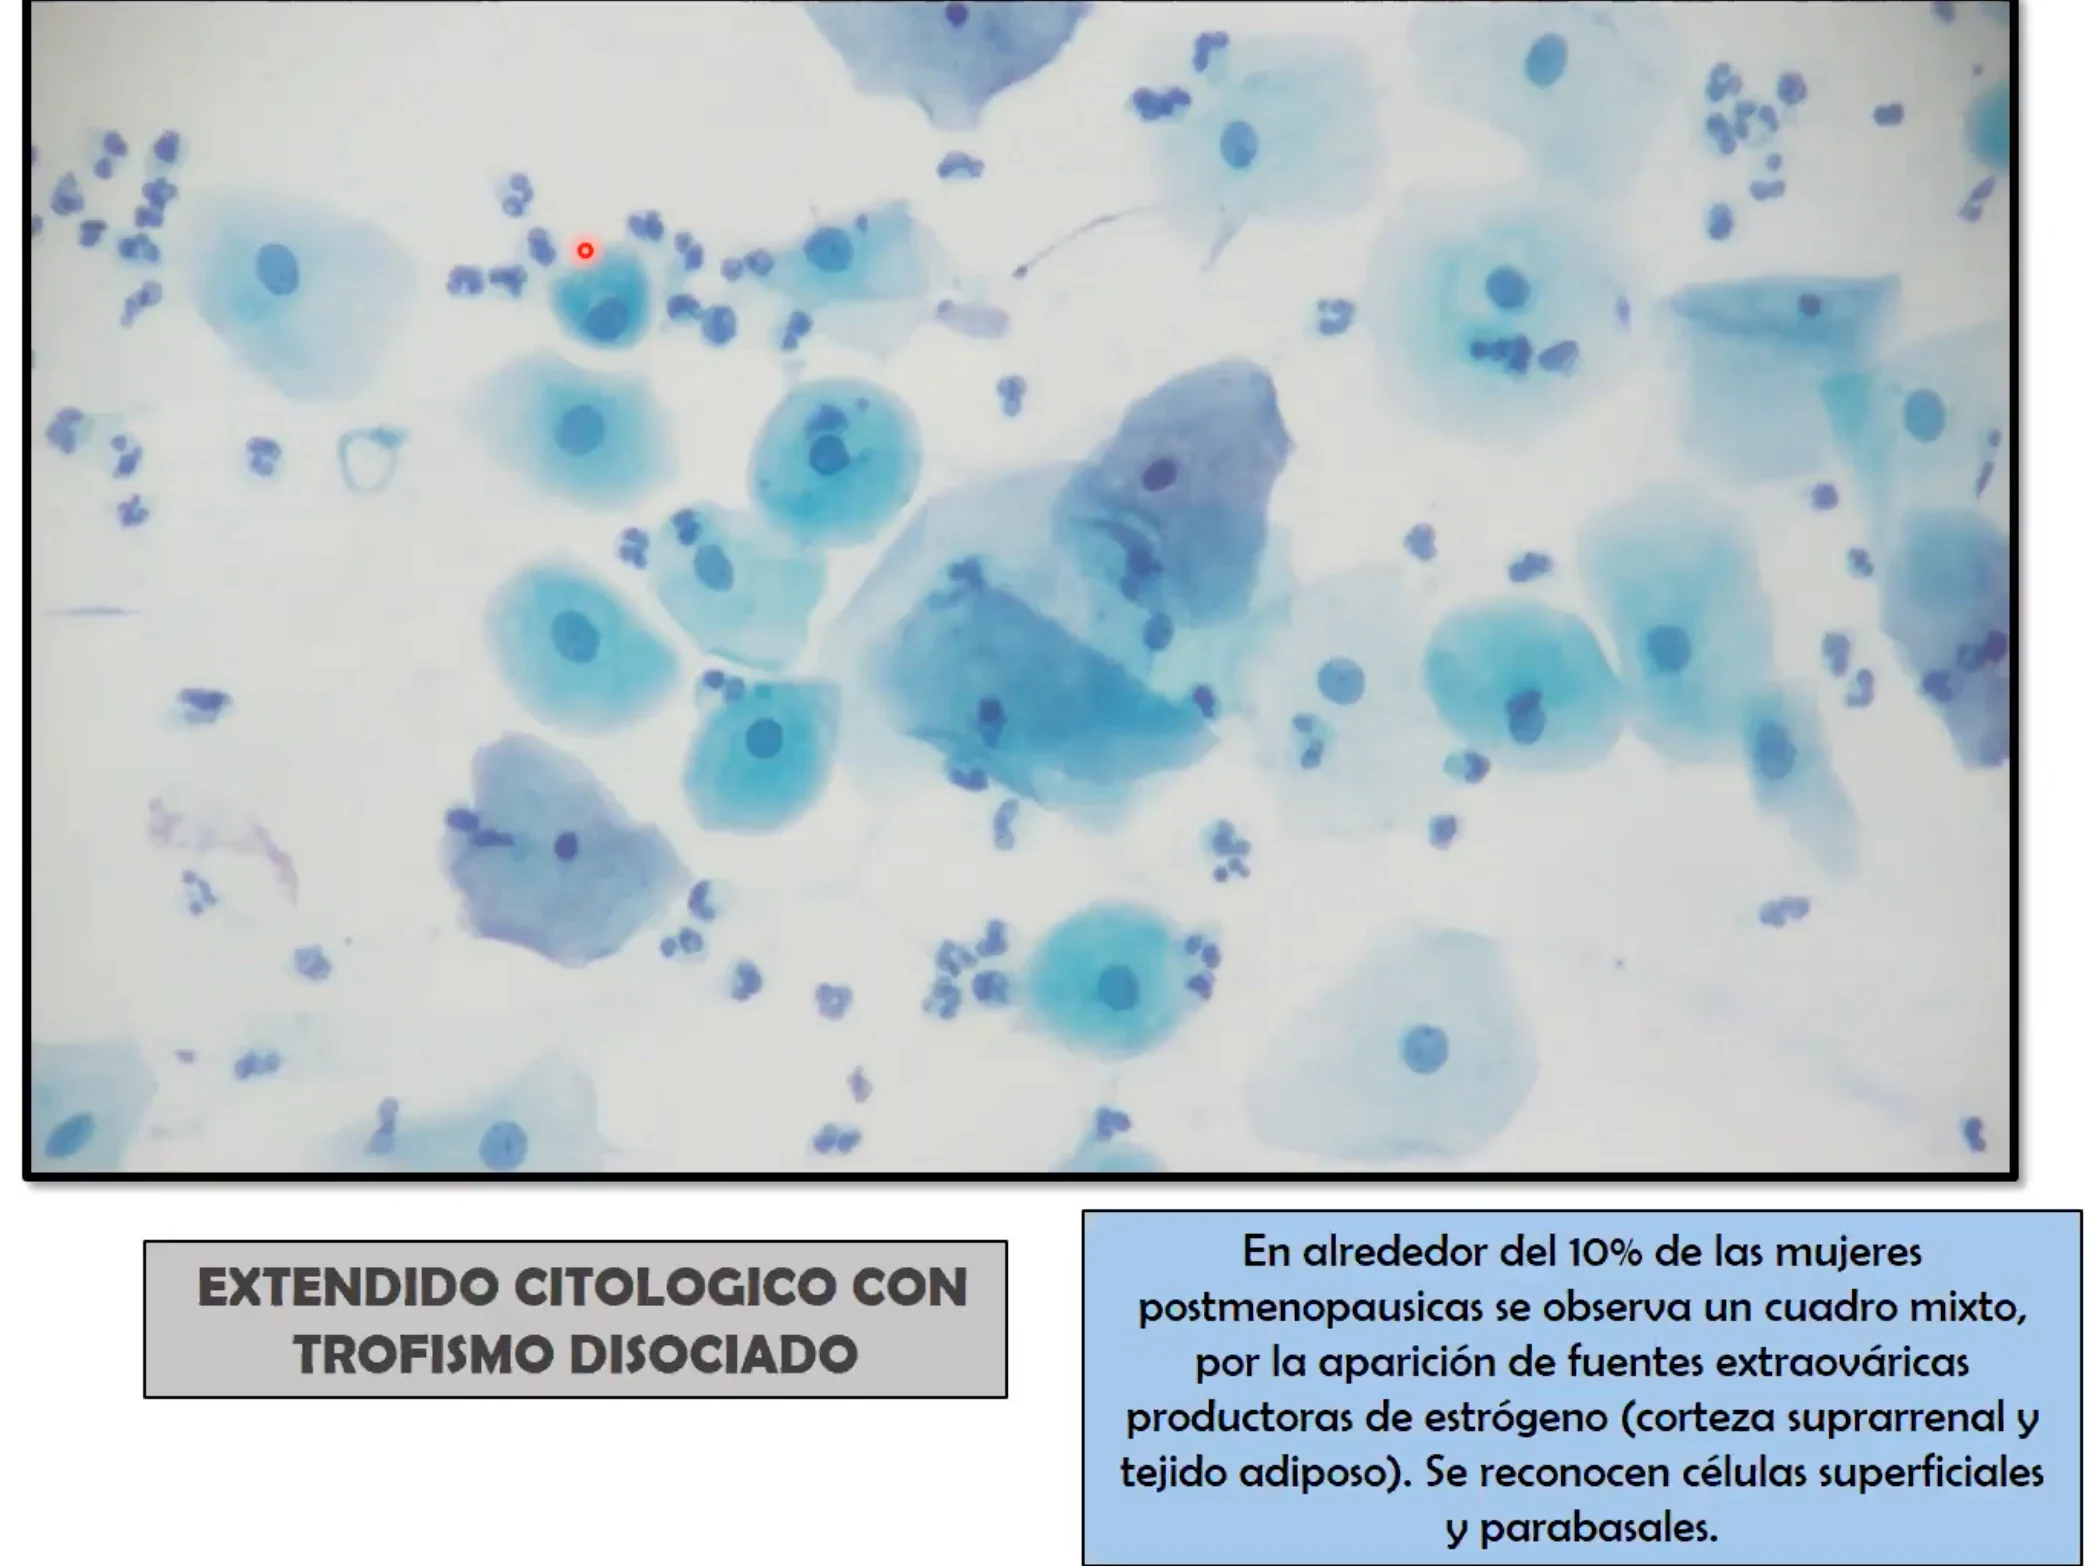 EXTENDIDO CITOLOGICO CON
TROFISMO DISOCIADO
En alrededor del 10% de las mujeres
postmenopausicas se observa un cuadro mixto,
por la aparición de fuentes extraováricas
productoras de estrógeno (corteza suprarrenal y
tejido adiposo). Se reconocen células superficiales
y parabasales.